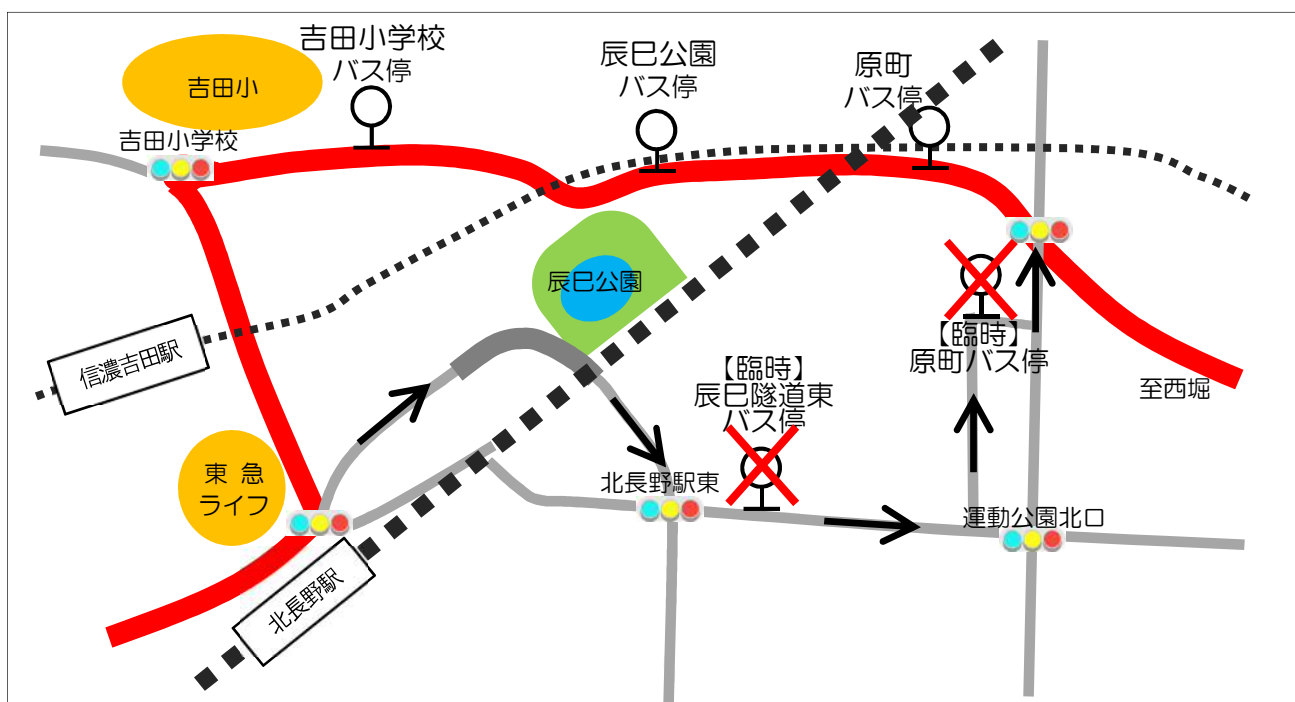 吉田小学校
バス停
辰巳公園
バス停
原町
バス停
吉田小
吉田小学校
辰巳公園
信濃吉田駅
【臨時】
原町バス停
【臨時】
辰巳隧道東
バス停
至西堀
東 急
ライフ
北長野駅東
運動公園北口
北長野駅